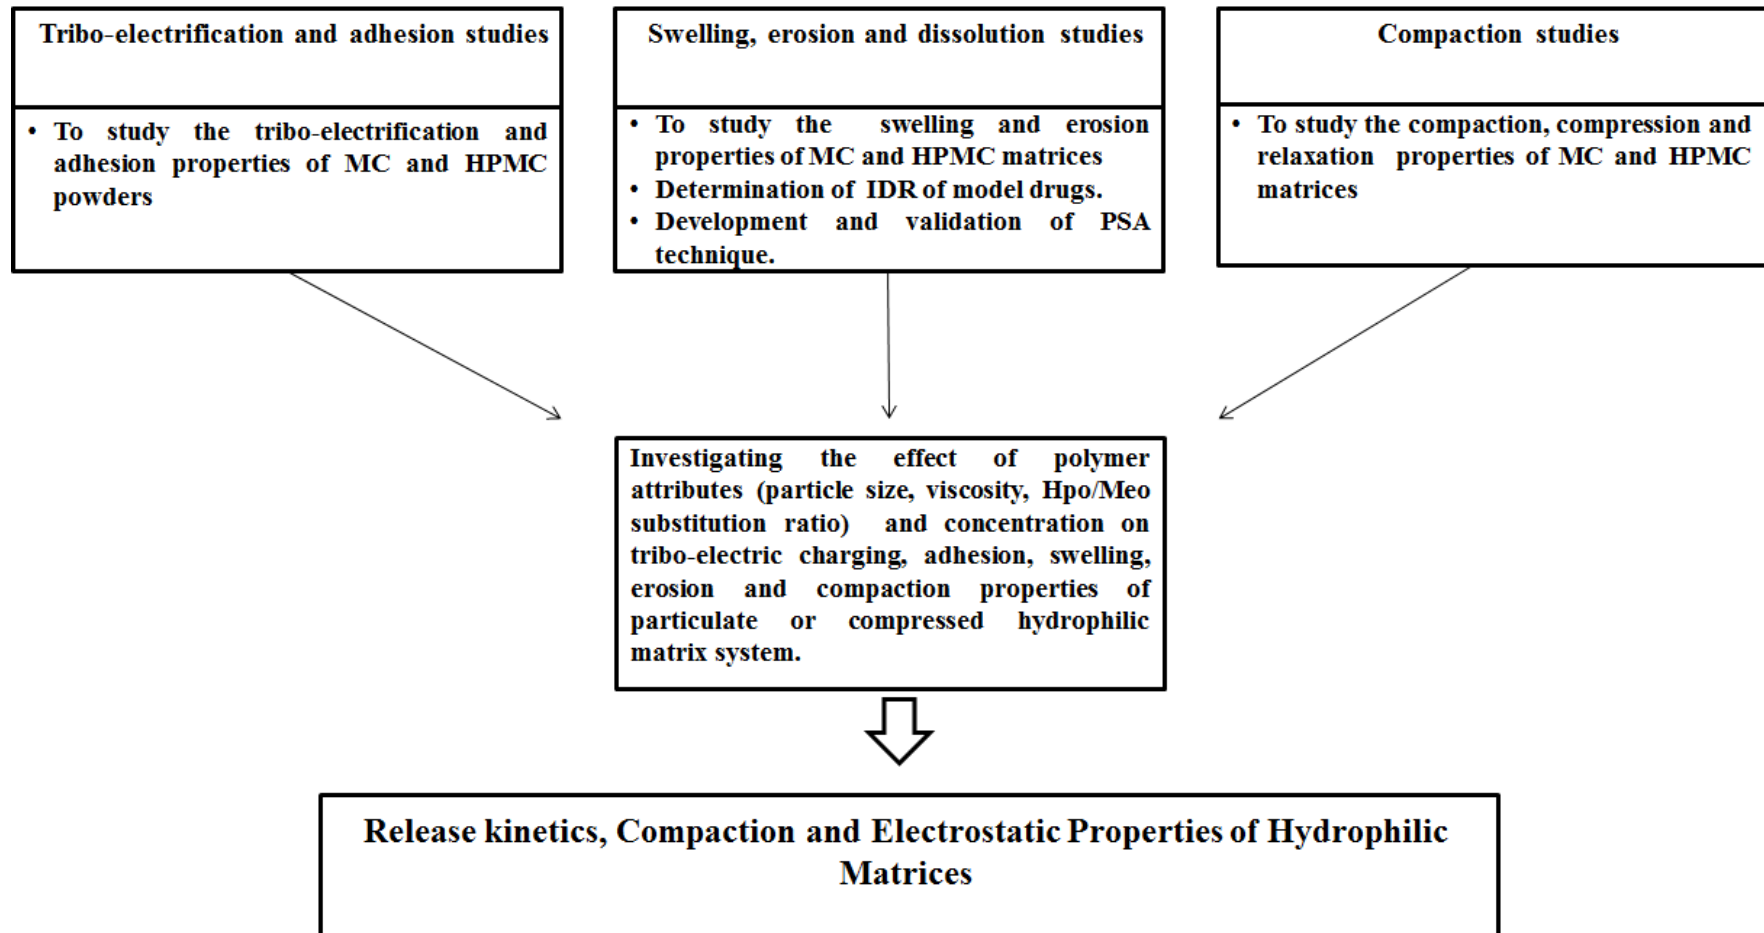 Tribo-electrification and adhesion studies
• To study the tribo-electrification and
adhesion properties of MC and HPMC
powders
Swelling, erosion and dissolution studies
• To study the swelling and erosion
properties of MC and HPMC matrices
• Determination of IDR of model drugs.
• Development and validation of PSA
technique.
Compaction studies
• To study the compaction, compression and
relaxation properties of MC and HPMC
matrices
Investigating the effect of polymer
attributes (particle size, viscosity, Hpo/Meo
substitution ratio) and concentration on
tribo-electric charging, adhesion, swelling,
erosion and compaction properties of
particulate or compressed hydrophilic
matrix system.
Release kinetics, Compaction and Electrostatic Properties of Hydrophilic
Matrices